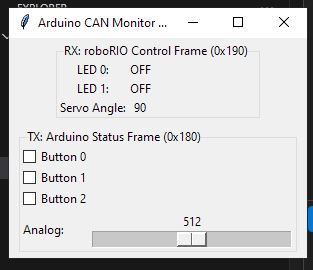 EXPLORER
Arduino CAN Monitor ...
RX: roboRIO Control Frame (0x190)
LED 0: OFF
LED 1: OFF
Servo Angle: 90
TX: Arduino Status Frame (0x180)
Button 0
Button 1
Button 2
512
Analog: